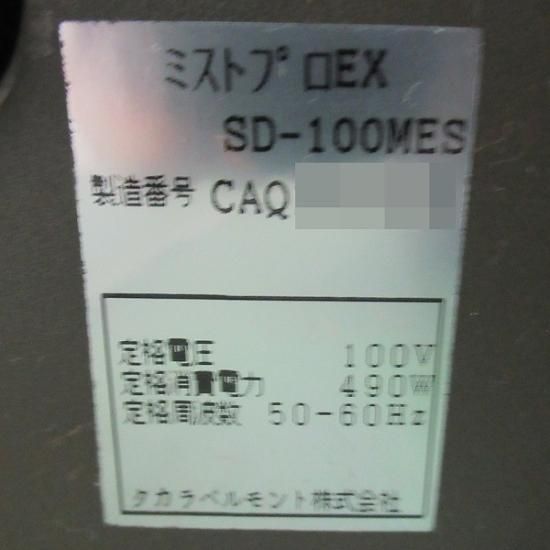 ミストプロEX
SD-100MES
製造番号 CAQ
定格電圧 100V
定格消費電力 490W
定格周波数 50-60Hz
タカラベルモント株式会社